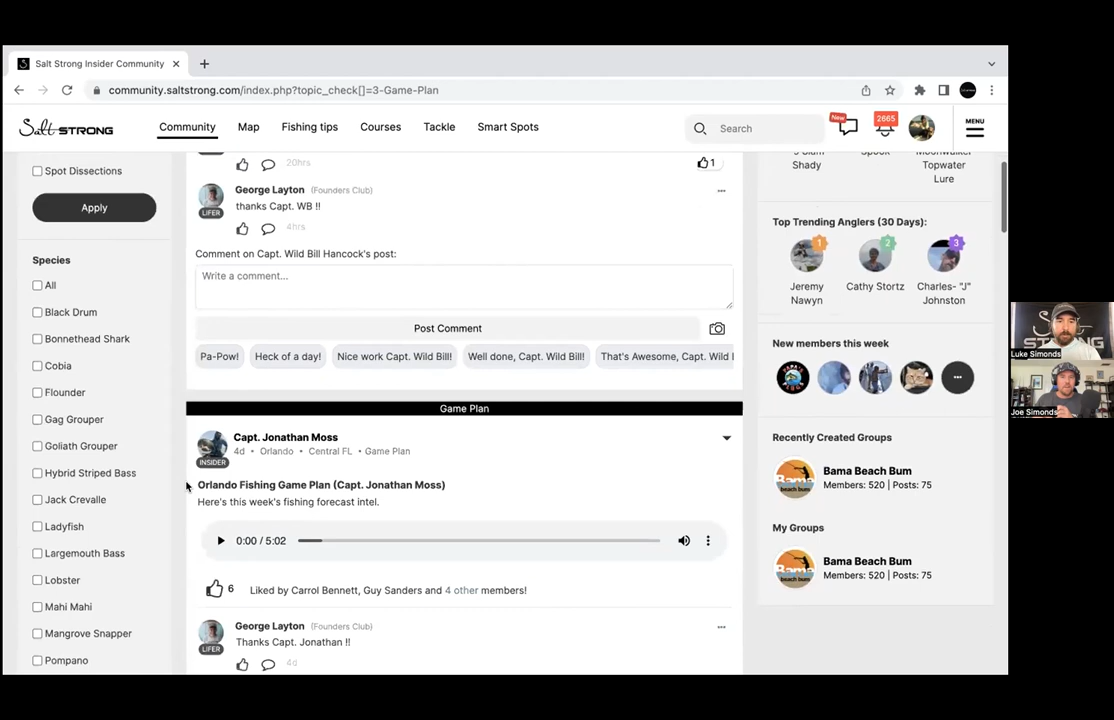 Salt Strong Insider Community
community.saltstrong.com/index.php?topic_check[]=3-Game-Plan
Salt STRONG
Community
Map
Fishing tips
Courses
Tackle
Smart Spots
Search
New
2665
MENU
Spot Dissections
Apply
Species
All
Black Drum
Bonnethead Shark
Cobia
Flounder
Gag Grouper
Goliath Grouper
Hybrid Striped Bass
Jack Crevalle
Ladyfish
Largemouth Bass
Lobster
Mahi Mahi
Mangrove Snapper
Pompano
20hrs
1
George Layton (Founders Club)
LIFER
thanks Capt. WB !!
4hrs
Comment on Capt. Wild Bill Hancock's post:
Write a comment...
Post Comment
Pa-Pow!
Heck of a day!
Nice work Capt. Wild Bill!
Well done, Capt. Wild Bill!
That's Awesome, Capt. Wild
Game Plan
Capt. Jonathan Moss
INSIDER
4d • Orlando • Central FL • Game Plan
Orlando Fishing Game Plan (Capt. Jonathan Moss)
Here's this week's fishing forecast intel.
0:00 / 5:02
6
Liked by Carrol Bennett, Guy Sanders and 4 other members!
George Layton (Founders Club)
LIFER
Thanks Capt. Jonathan !!
4d
Shady
Moonwalker
Topwater
Lure
Top Trending Anglers (30 Days):
1
2
3
Jeremy Nawyn
Cathy Stortz
Charles- "J" Johnston
New members this week
Recently Created Groups
Bama Beach Bum
Members: 520 | Posts: 75
My Groups
Bama Beach Bum
Members: 520 | Posts: 75
Luke Simonds
Joe Simonds